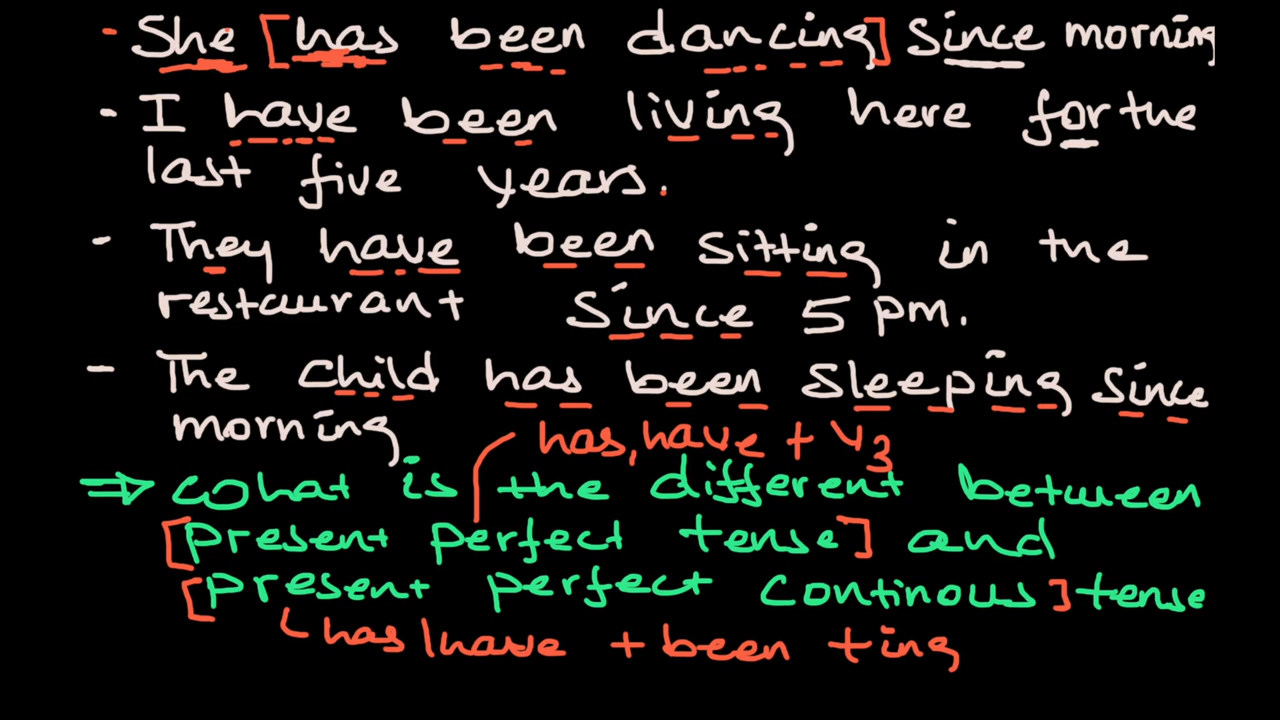 - She [has been dancing] since morning
- I have been living here for the
last five years.
- They have been sitting in the
restaurant since 5 pm.
- The child has been sleeping since
morning
has, have + V3
⇒ What is the different between
[present perfect tense] and
[present perfect continous] tense
has/have + been + ing